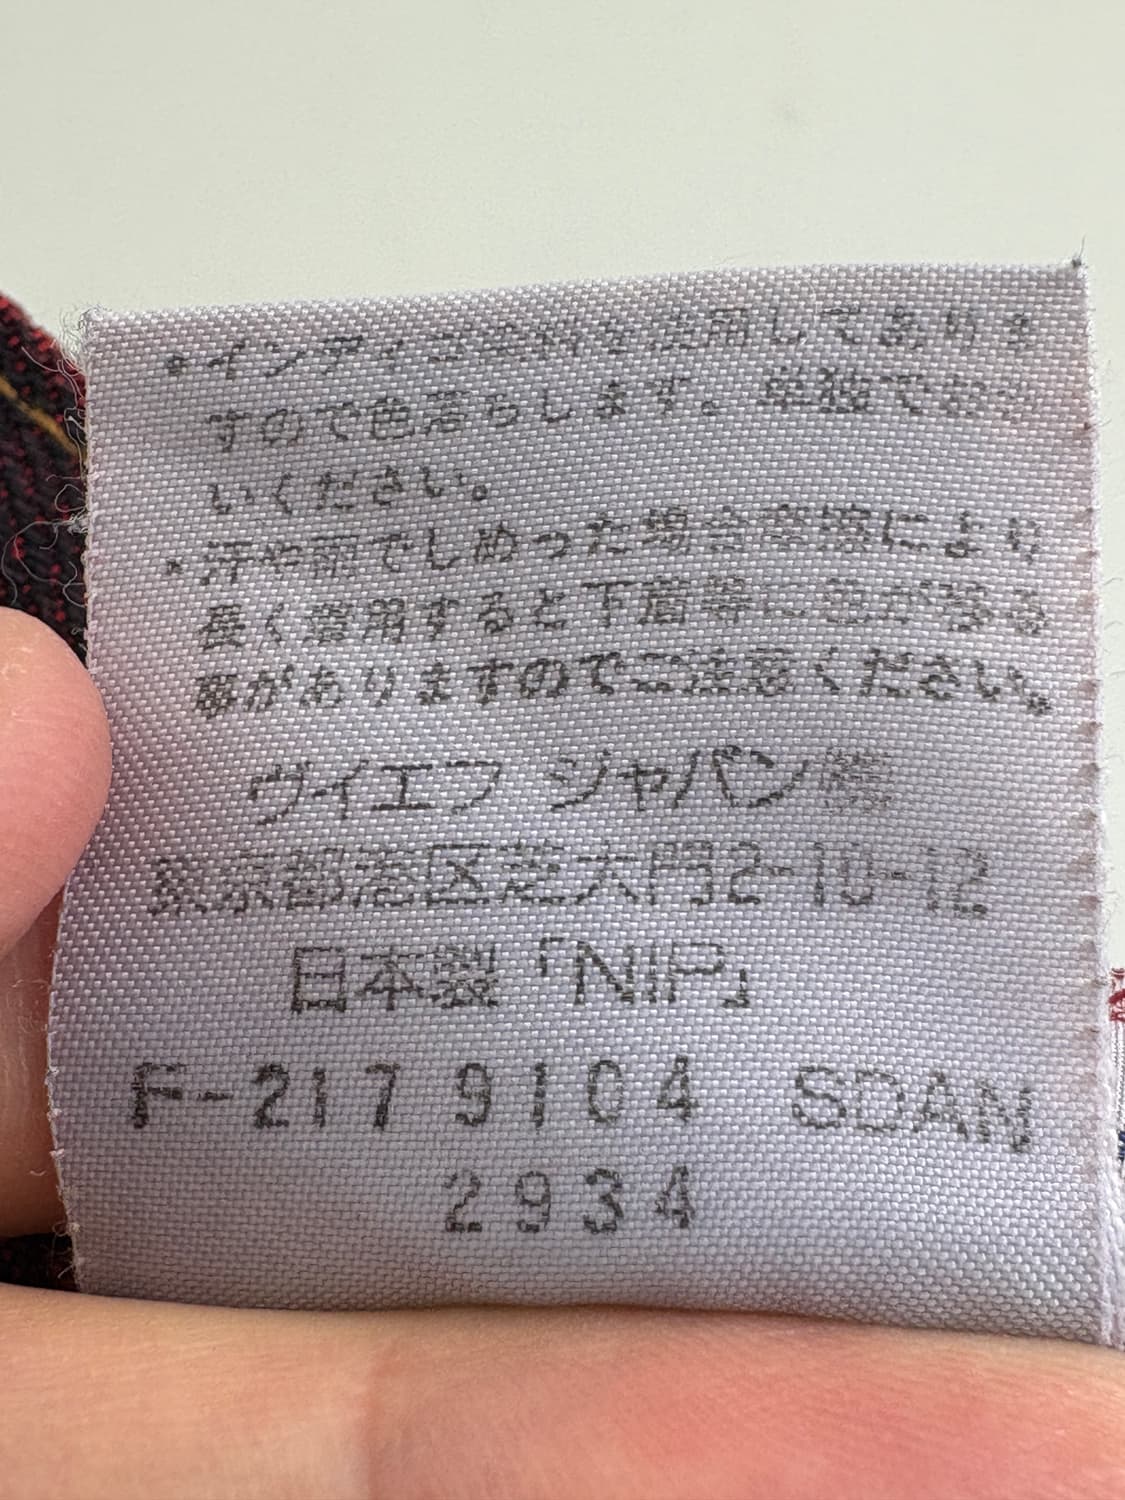 ・インディゴ染料を使用しておりま
すので色落ちします。単独でお洗
いください。
・汗や雨でしめった場合摩擦により
長く着用すると下着等に色が移る
事がありますのでご注意ください。
ヴイエフ ジャパン㈱
東京都港区芝大門2-10-12
日本製「NIP」
F-217 9104 SDAN
2934